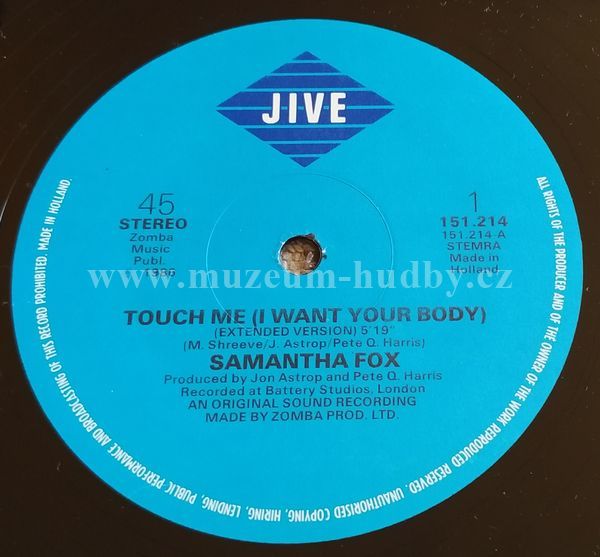 JIVE
45
STEREO
Zomba
Music
Publ.
1986
1
151.214
151.214-A
STEMRA
Made in
Holland
www.muzeum-hudby.cz
TOUCH ME (I WANT YOUR BODY)
(EXTENDED VERSION) 5'19"
(M. Shreeve/J. Astrop/Pete Q. Harris)
SAMANTHA FOX
Produced by Jon Astrop and Pete Q. Harris
Recorded at Battery Studios, London
AN ORIGINAL SOUND RECORDING
MADE BY ZOMBA PROD. LTD.
ALL RIGHTS OF THE PRODUCER AND OF THE OWNER OF THE WORK REPRODUCED RESERVED. UNAUTHORISED COPYING, HIRING, LENDING, PUBLIC PERFORMANCE AND BROADCASTING OF THIS RECORD PROHIBITED. MADE IN HOLLAND.